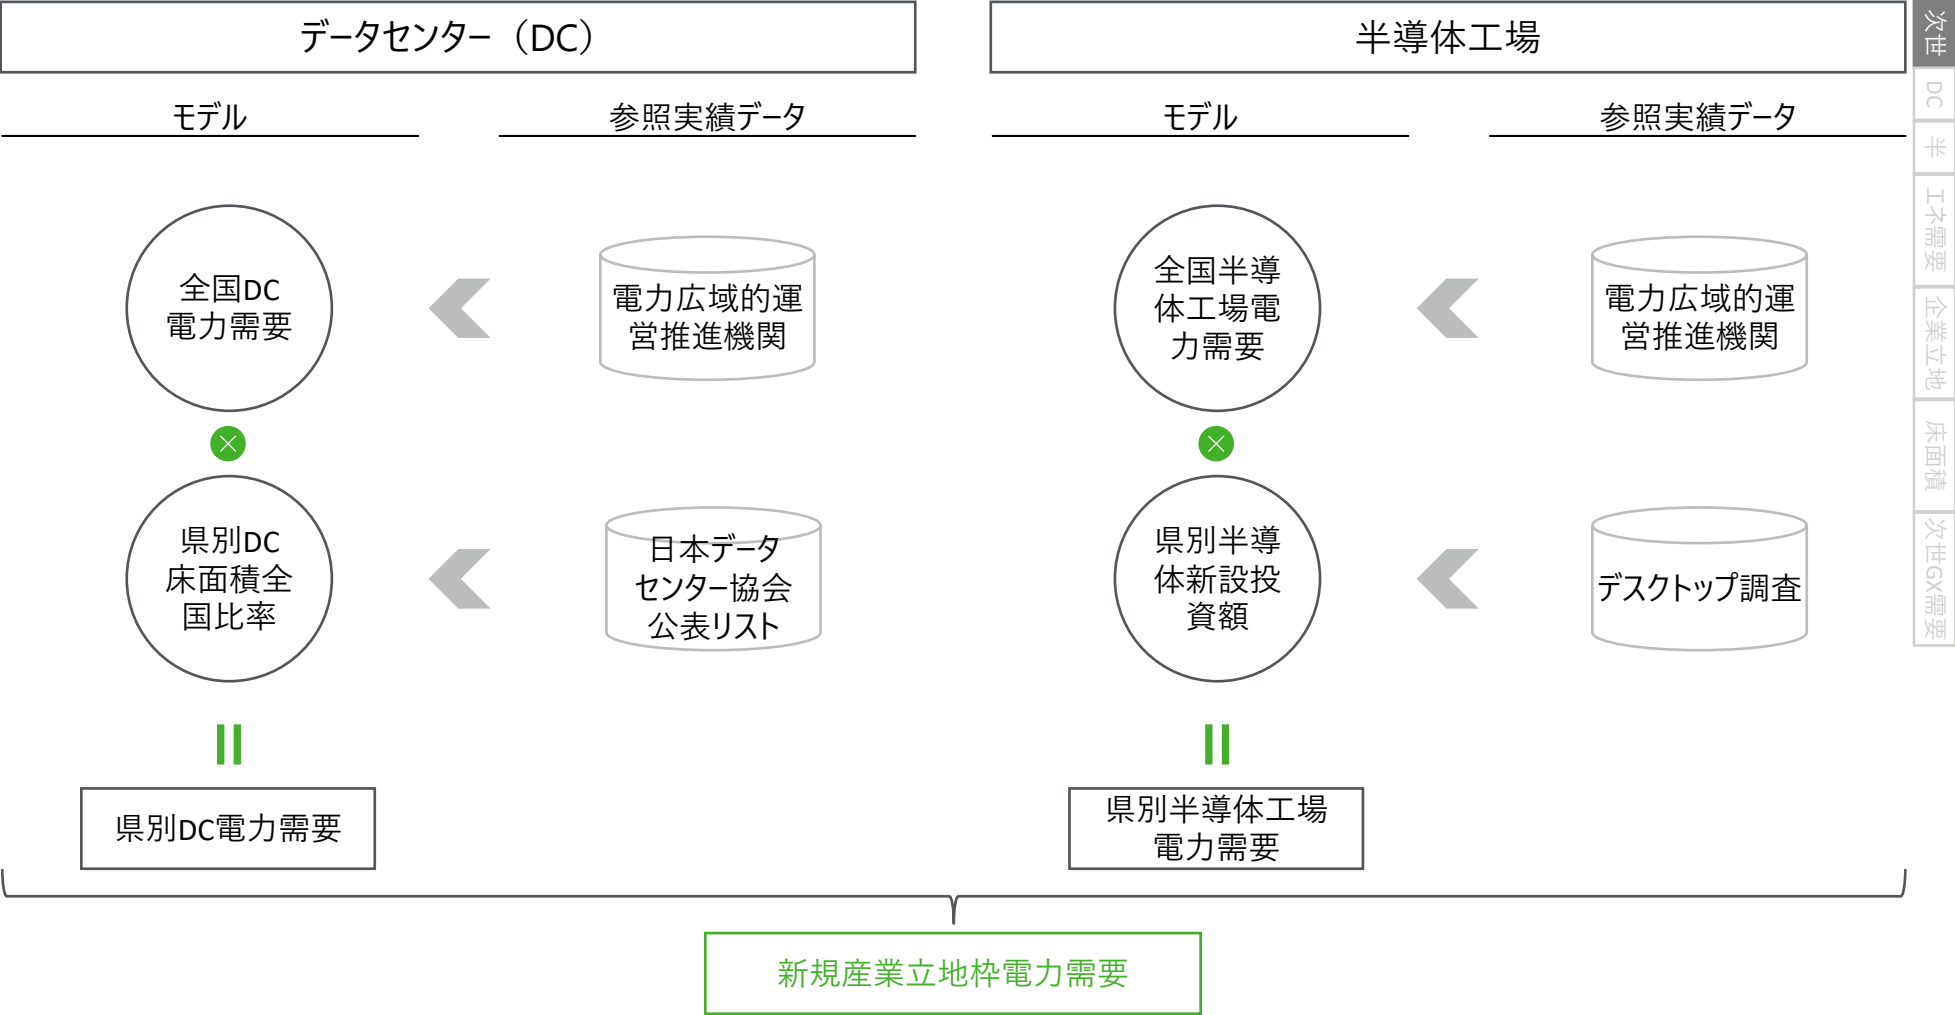 データセンター（DC）
モデル
参照実績データ
全国DC
電力需要
電力広域的運
営推進機関
県別DC
床面積全
国比率
日本データ
センター協会
公表リスト
県別DC電力需要
半導体工場
モデル
参照実績データ
全国半導
体工場電
力需要
電力広域的運
営推進機関
県別半導
体新設投
資額
デスクトップ調査
県別半導体工場
電力需要
新規産業立地枠電力需要
次世
DC
半
エネ需要
企業立地
床面積
次世GX需要